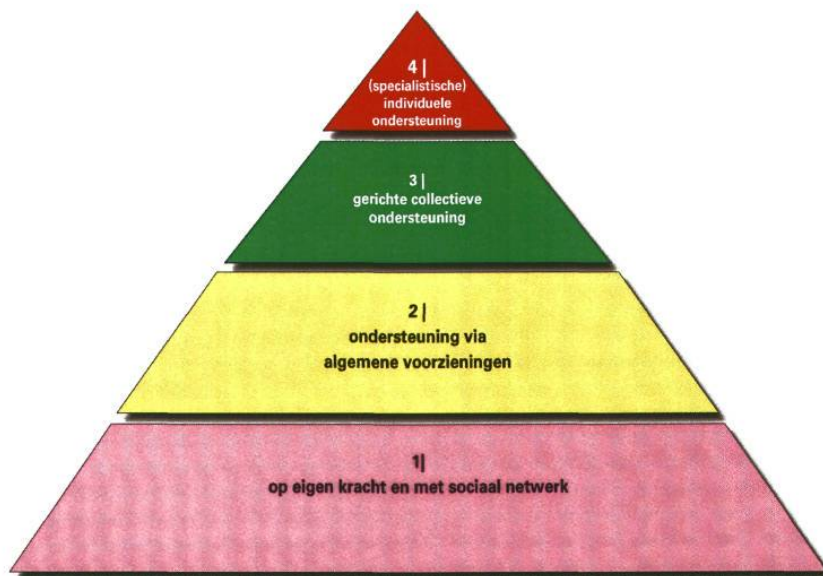 4 |
(specialistische)
individuele
ondersteuning
3 |
gerichte collectieve
ondersteuning
2 |
ondersteuning via
algemene voorzieningen
1|
op eigen kracht en met sociaal netwerk